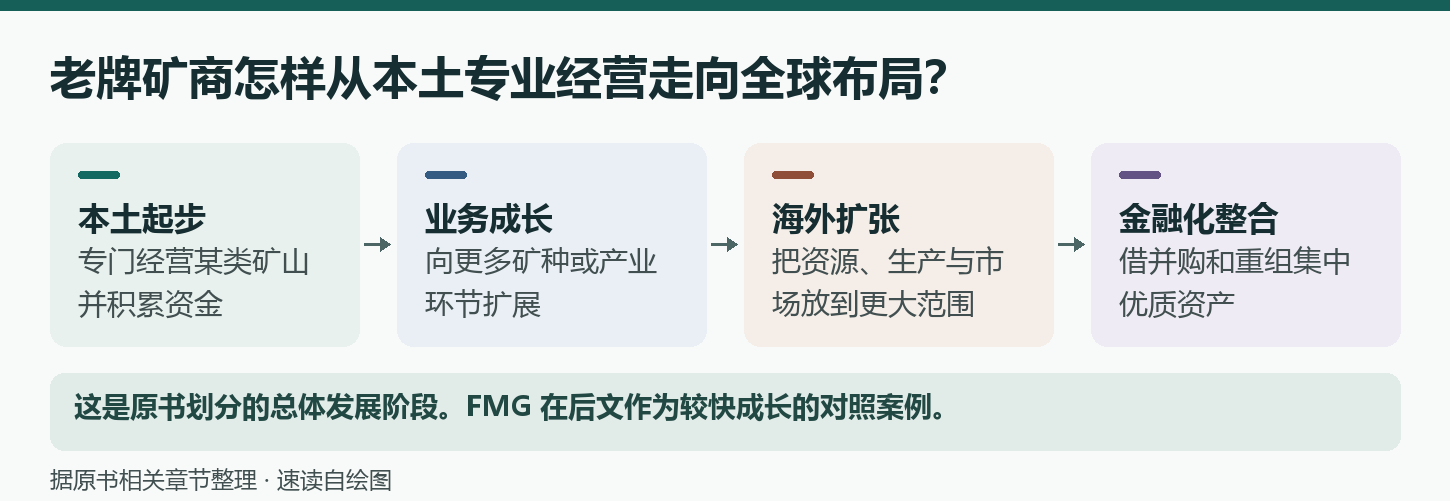 老牌矿商怎样从本土专业经营走向全球布局?
本土起步
专门经营某类矿山
并积累资金
业务成长
向更多矿种或产业
环节扩展
海外扩张
把资源、生产与市
场放到更大范围
金融化整合
借并购和重组集中
优质资产
这是原书划分的总体发展阶段。FMG 在后文作为较快成长的对照案例。
据原书相关章节整理 · 速读自绘图